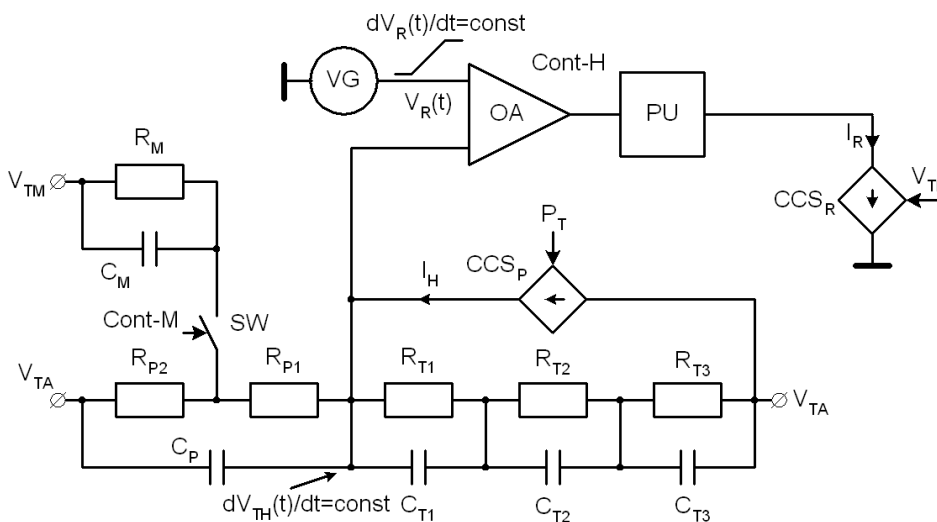 dV_R(t)/dt=const
Cont-H
VG
V_R(t)
OA
PU
R_M
I_R
V_TM
V_T
CCS_R
C_M
P_T
CCS_P
I_H
Cont-M
SW
R_P2
R_P1
R_T1
R_T2
R_T3
V_TA
V_TA
C_P
dV_TH(t)/dt=const
C_T1
C_T2
C_T3